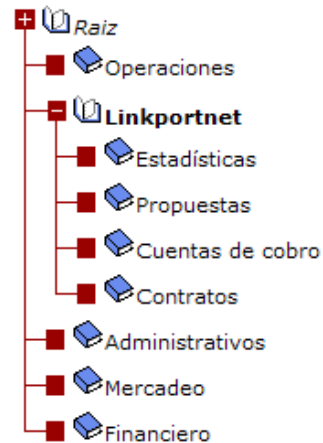 Raiz
Operaciones
Linkportnet
Estadísticas
Propuestas
Cuentas de cobro
Contratos
Administrativos
Mercadeo
Financiero